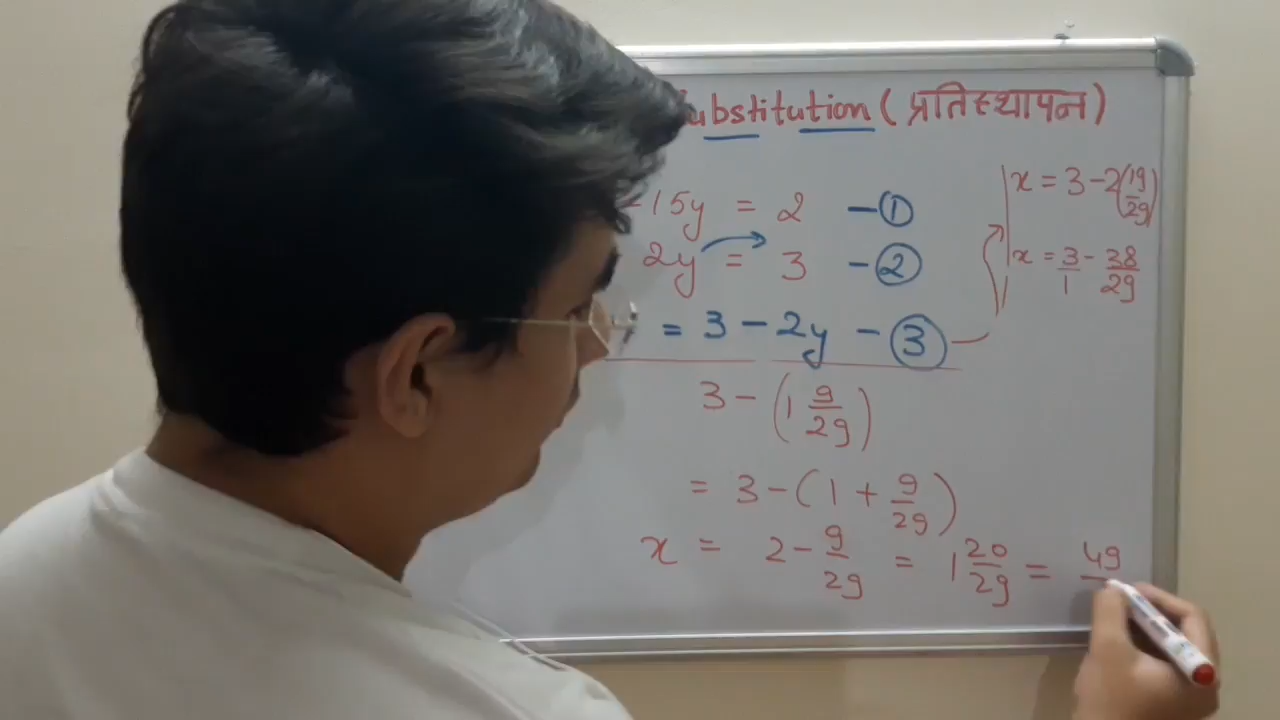 Substitution (प्रतिस्थापन)
-15y = 2 - ①
2y = 3 - ②
= 3 - 2y - ③
x = 3 - 2(19/29)
x = 3/1 - 38/29
3 - (1 9/29)
= 3 - (1 + 9/29)
x = 2 - 9/29 = 1 20/29 = 49